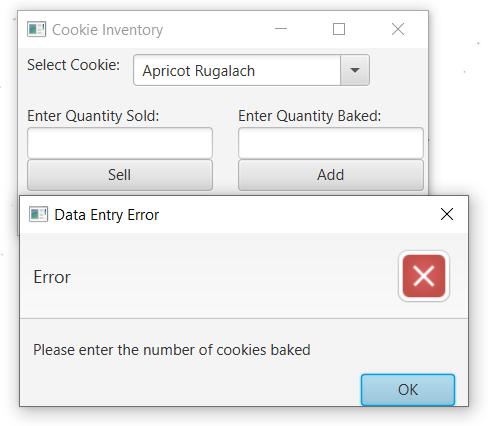 Cookie Inventory
Select Cookie: Apricot Rugalach
Enter Quantity Sold: Enter Quantity Baked:
Sell Add
Data Entry Error
Error
Please enter the number of cookies baked
OK